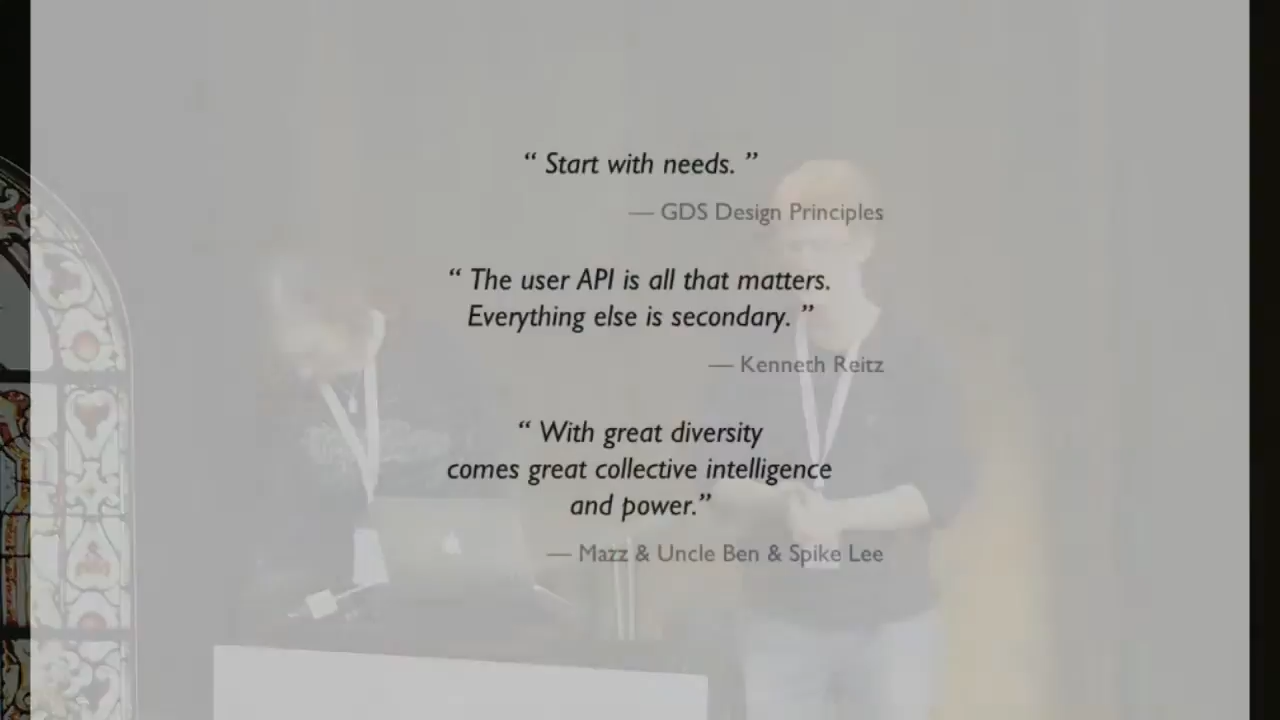 “ Start with needs. ”
— GDS Design Principles
“ The user API is all that matters.
Everything else is secondary. ”
— Kenneth Reitz
“ With great diversity
comes great collective intelligence
and power.”
— Mazz & Uncle Ben & Spike Lee